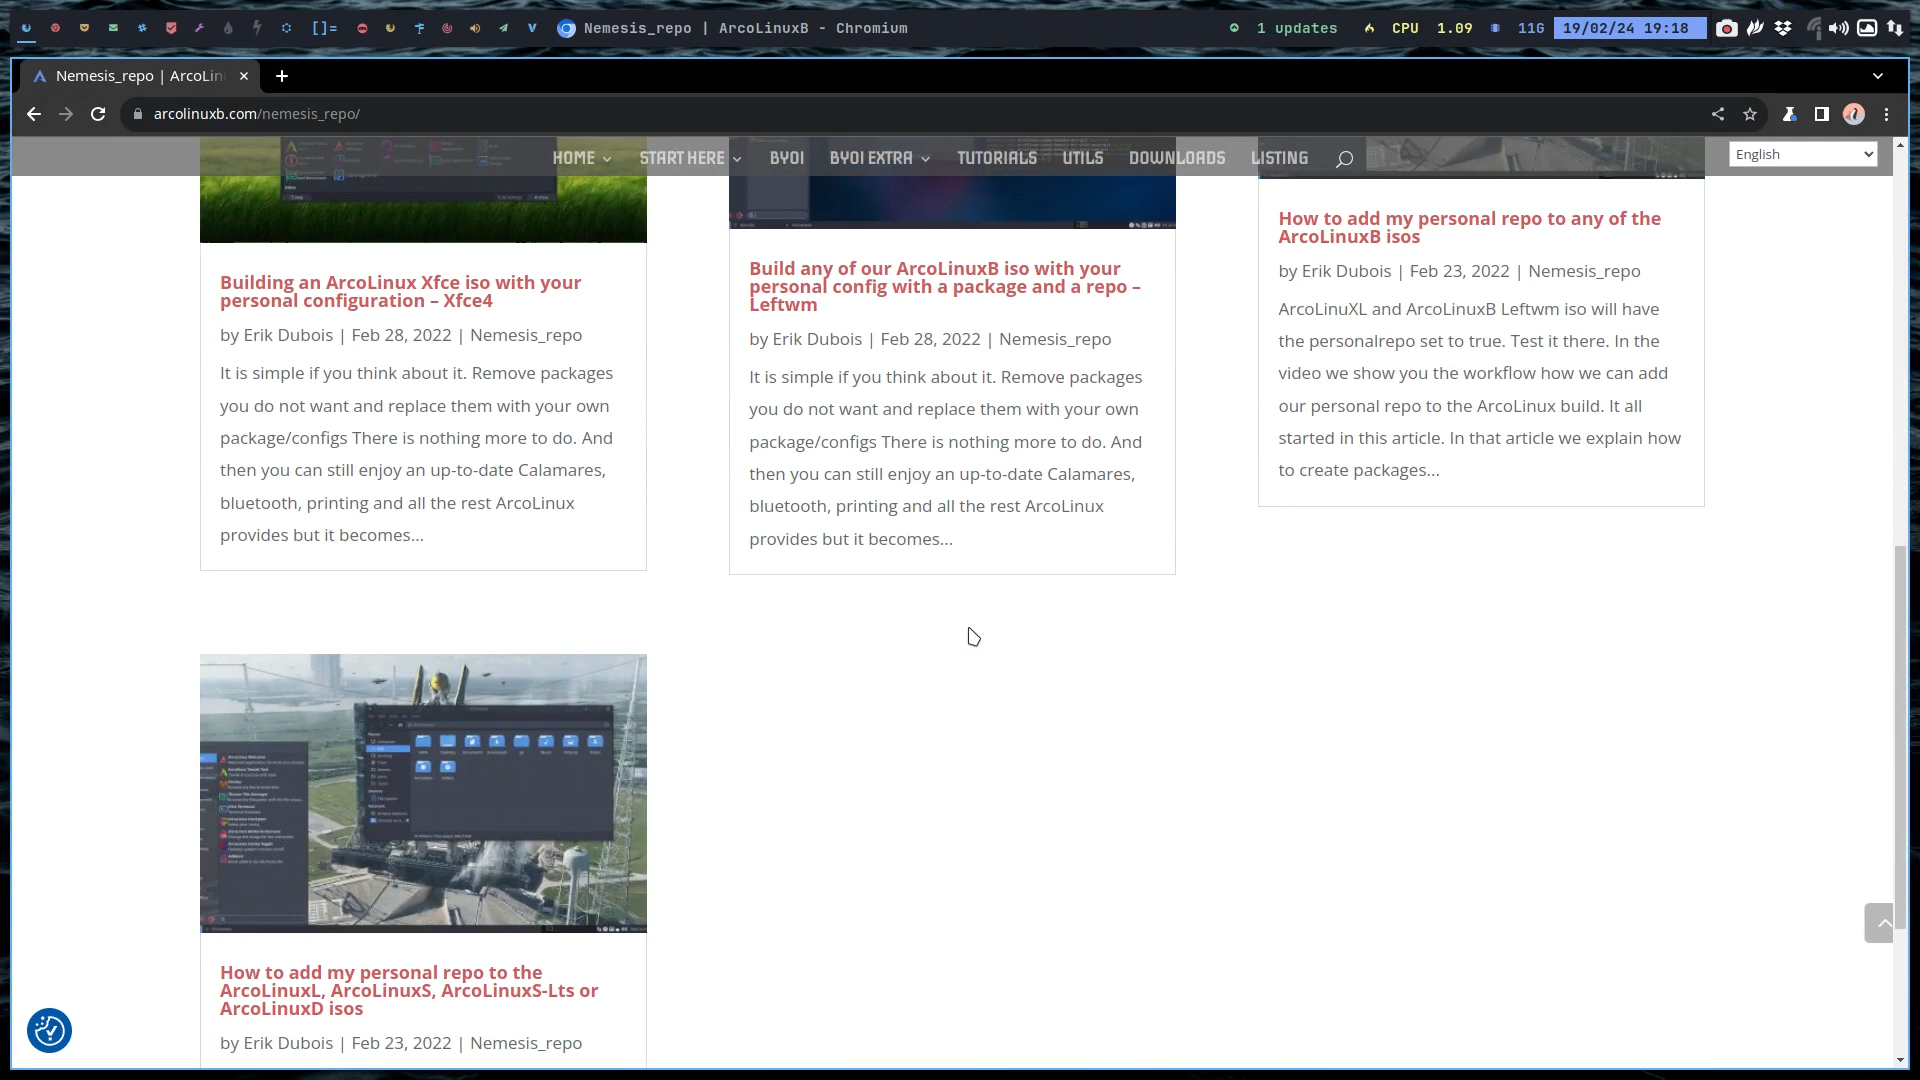 []=
Nemesis_repo | ArcoLinuxB - Chromium
1 updates
CPU 1.09
11G
19/02/24 19:18
Nemesis_repo | ArcoLin
arcolinuxb.com/nemesis_repo/
HOME
START HERE
BYOI
BYOI EXTRA
TUTORIALS
UTILS
DOWNLOADS
LISTING
English
Building an ArcoLinux Xfce iso with your
personal configuration – Xfce4
by Erik Dubois | Feb 28, 2022 | Nemesis_repo
It is simple if you think about it. Remove packages
you do not want and replace them with your own
package/configs There is nothing more to do. And
then you can still enjoy an up-to-date Calamares,
bluetooth, printing and all the rest ArcoLinux
provides but it becomes...
Build any of our ArcoLinuxB iso with your
personal config with a package and a repo –
Leftwm
by Erik Dubois | Feb 28, 2022 | Nemesis_repo
It is simple if you think about it. Remove packages
you do not want and replace them with your own
package/configs There is nothing more to do. And
then you can still enjoy an up-to-date Calamares,
bluetooth, printing and all the rest ArcoLinux
provides but it becomes...
How to add my personal repo to any of the
ArcoLinuxB isos
by Erik Dubois | Feb 23, 2022 | Nemesis_repo
ArcoLinuXL and ArcoLinuxB Leftwm iso will have
the personalrepo set to true. Test it there. In the
video we show you the workflow how we can add
our personal repo to the ArcoLinux build. It all
started in this article. In that article we explain how
to create packages...
How to add my personal repo to the
ArcoLinuxL, ArcoLinuxS, ArcoLinuxS-Lts or
ArcoLinuxD isos
by Erik Dubois | Feb 23, 2022 | Nemesis_repo